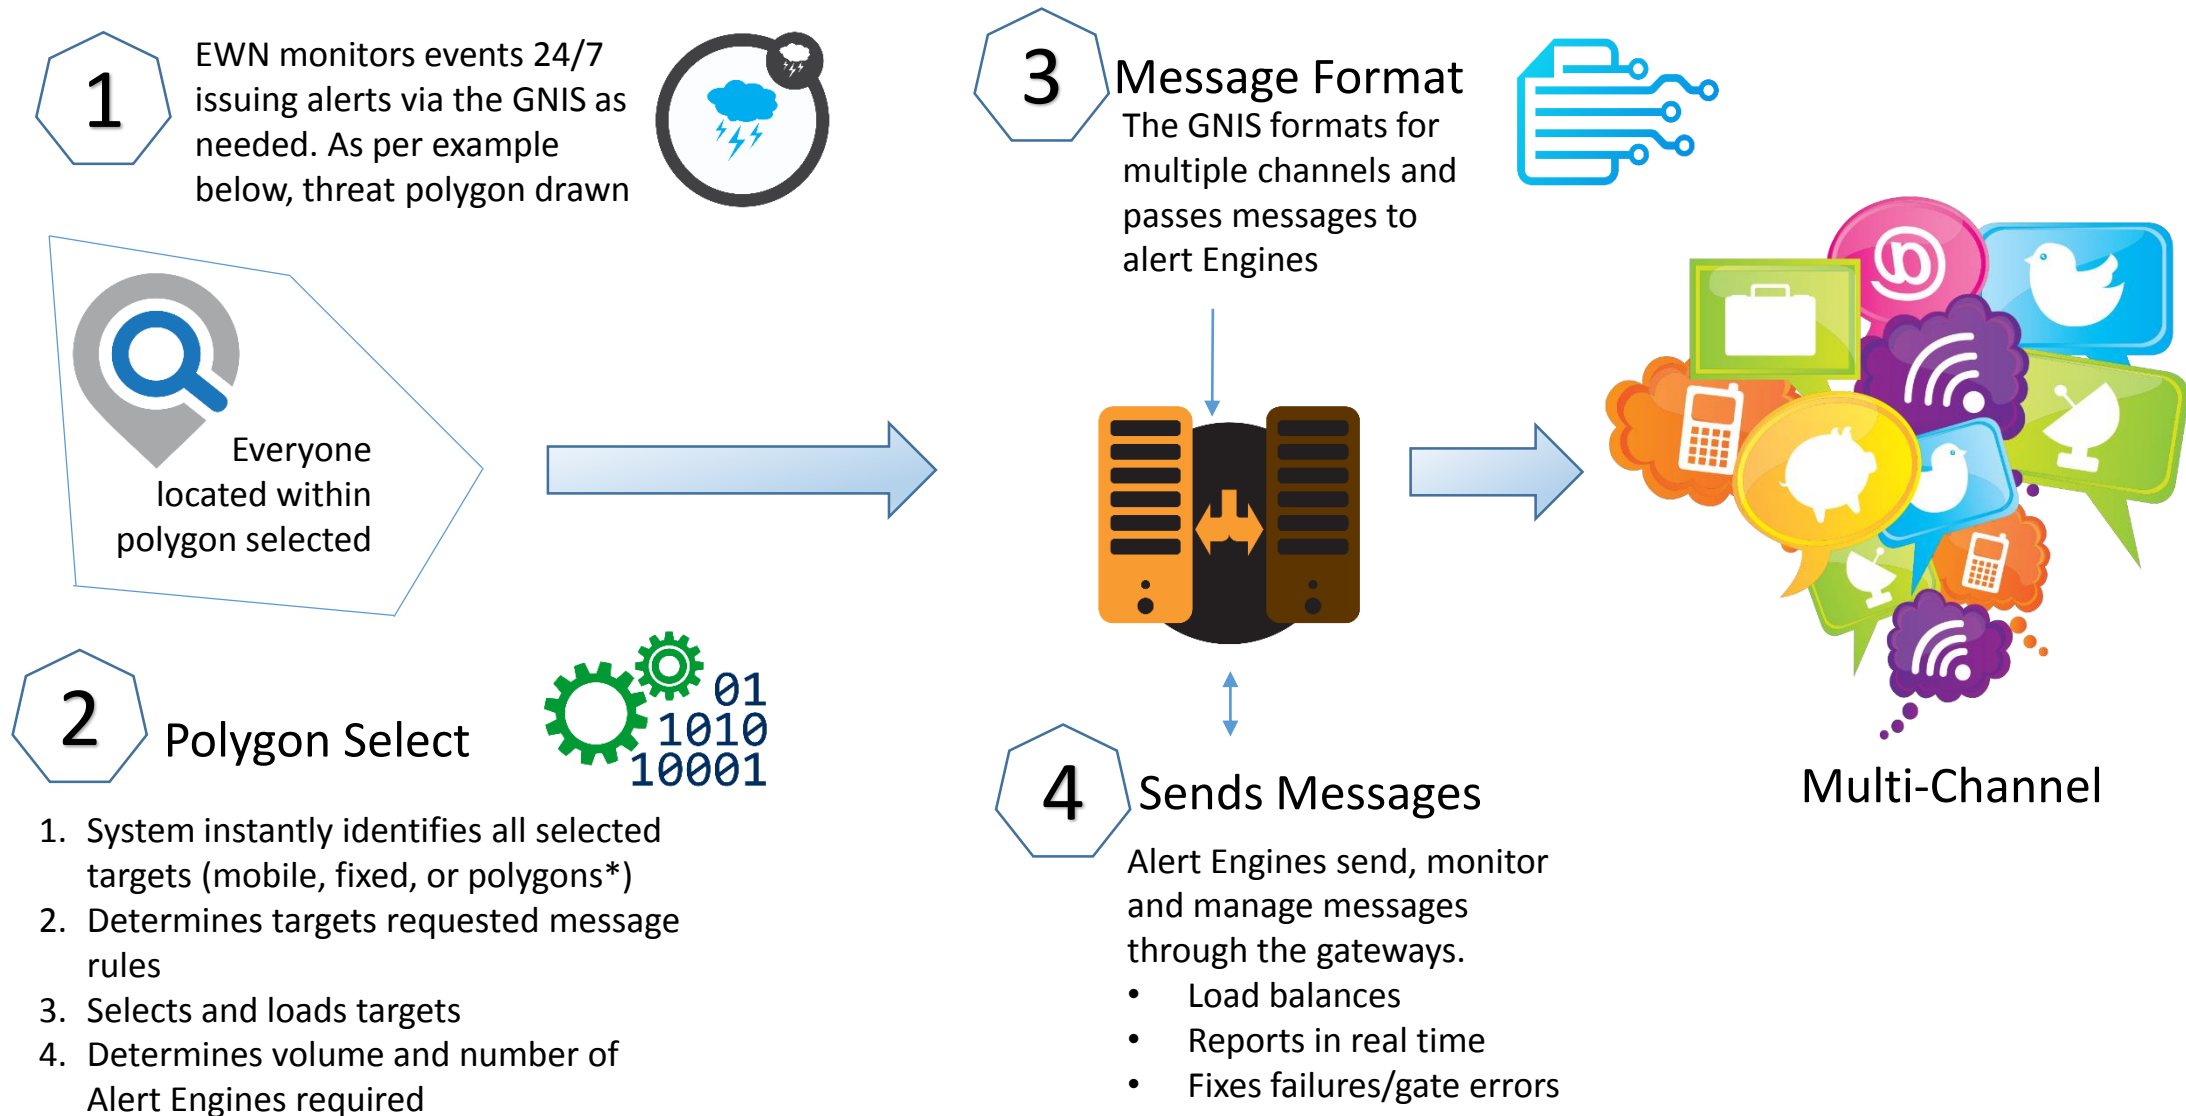 1
EWN monitors events 24/7
issuing alerts via the GNIS as
needed. As per example
below, threat polygon drawn
Everyone
located within
polygon selected
2
Polygon Select
01
1010
10001
1. System instantly identifies all selected
targets (mobile, fixed, or polygons*)
2. Determines targets requested message
rules
3. Selects and loads targets
4. Determines volume and number of
Alert Engines required
3
Message Format
The GNIS formats for
multiple channels and
passes messages to
alert Engines
4
Sends Messages
Alert Engines send, monitor
and manage messages
through the gateways.
• Load balances
• Reports in real time
• Fixes failures/gate errors
@
Multi-Channel